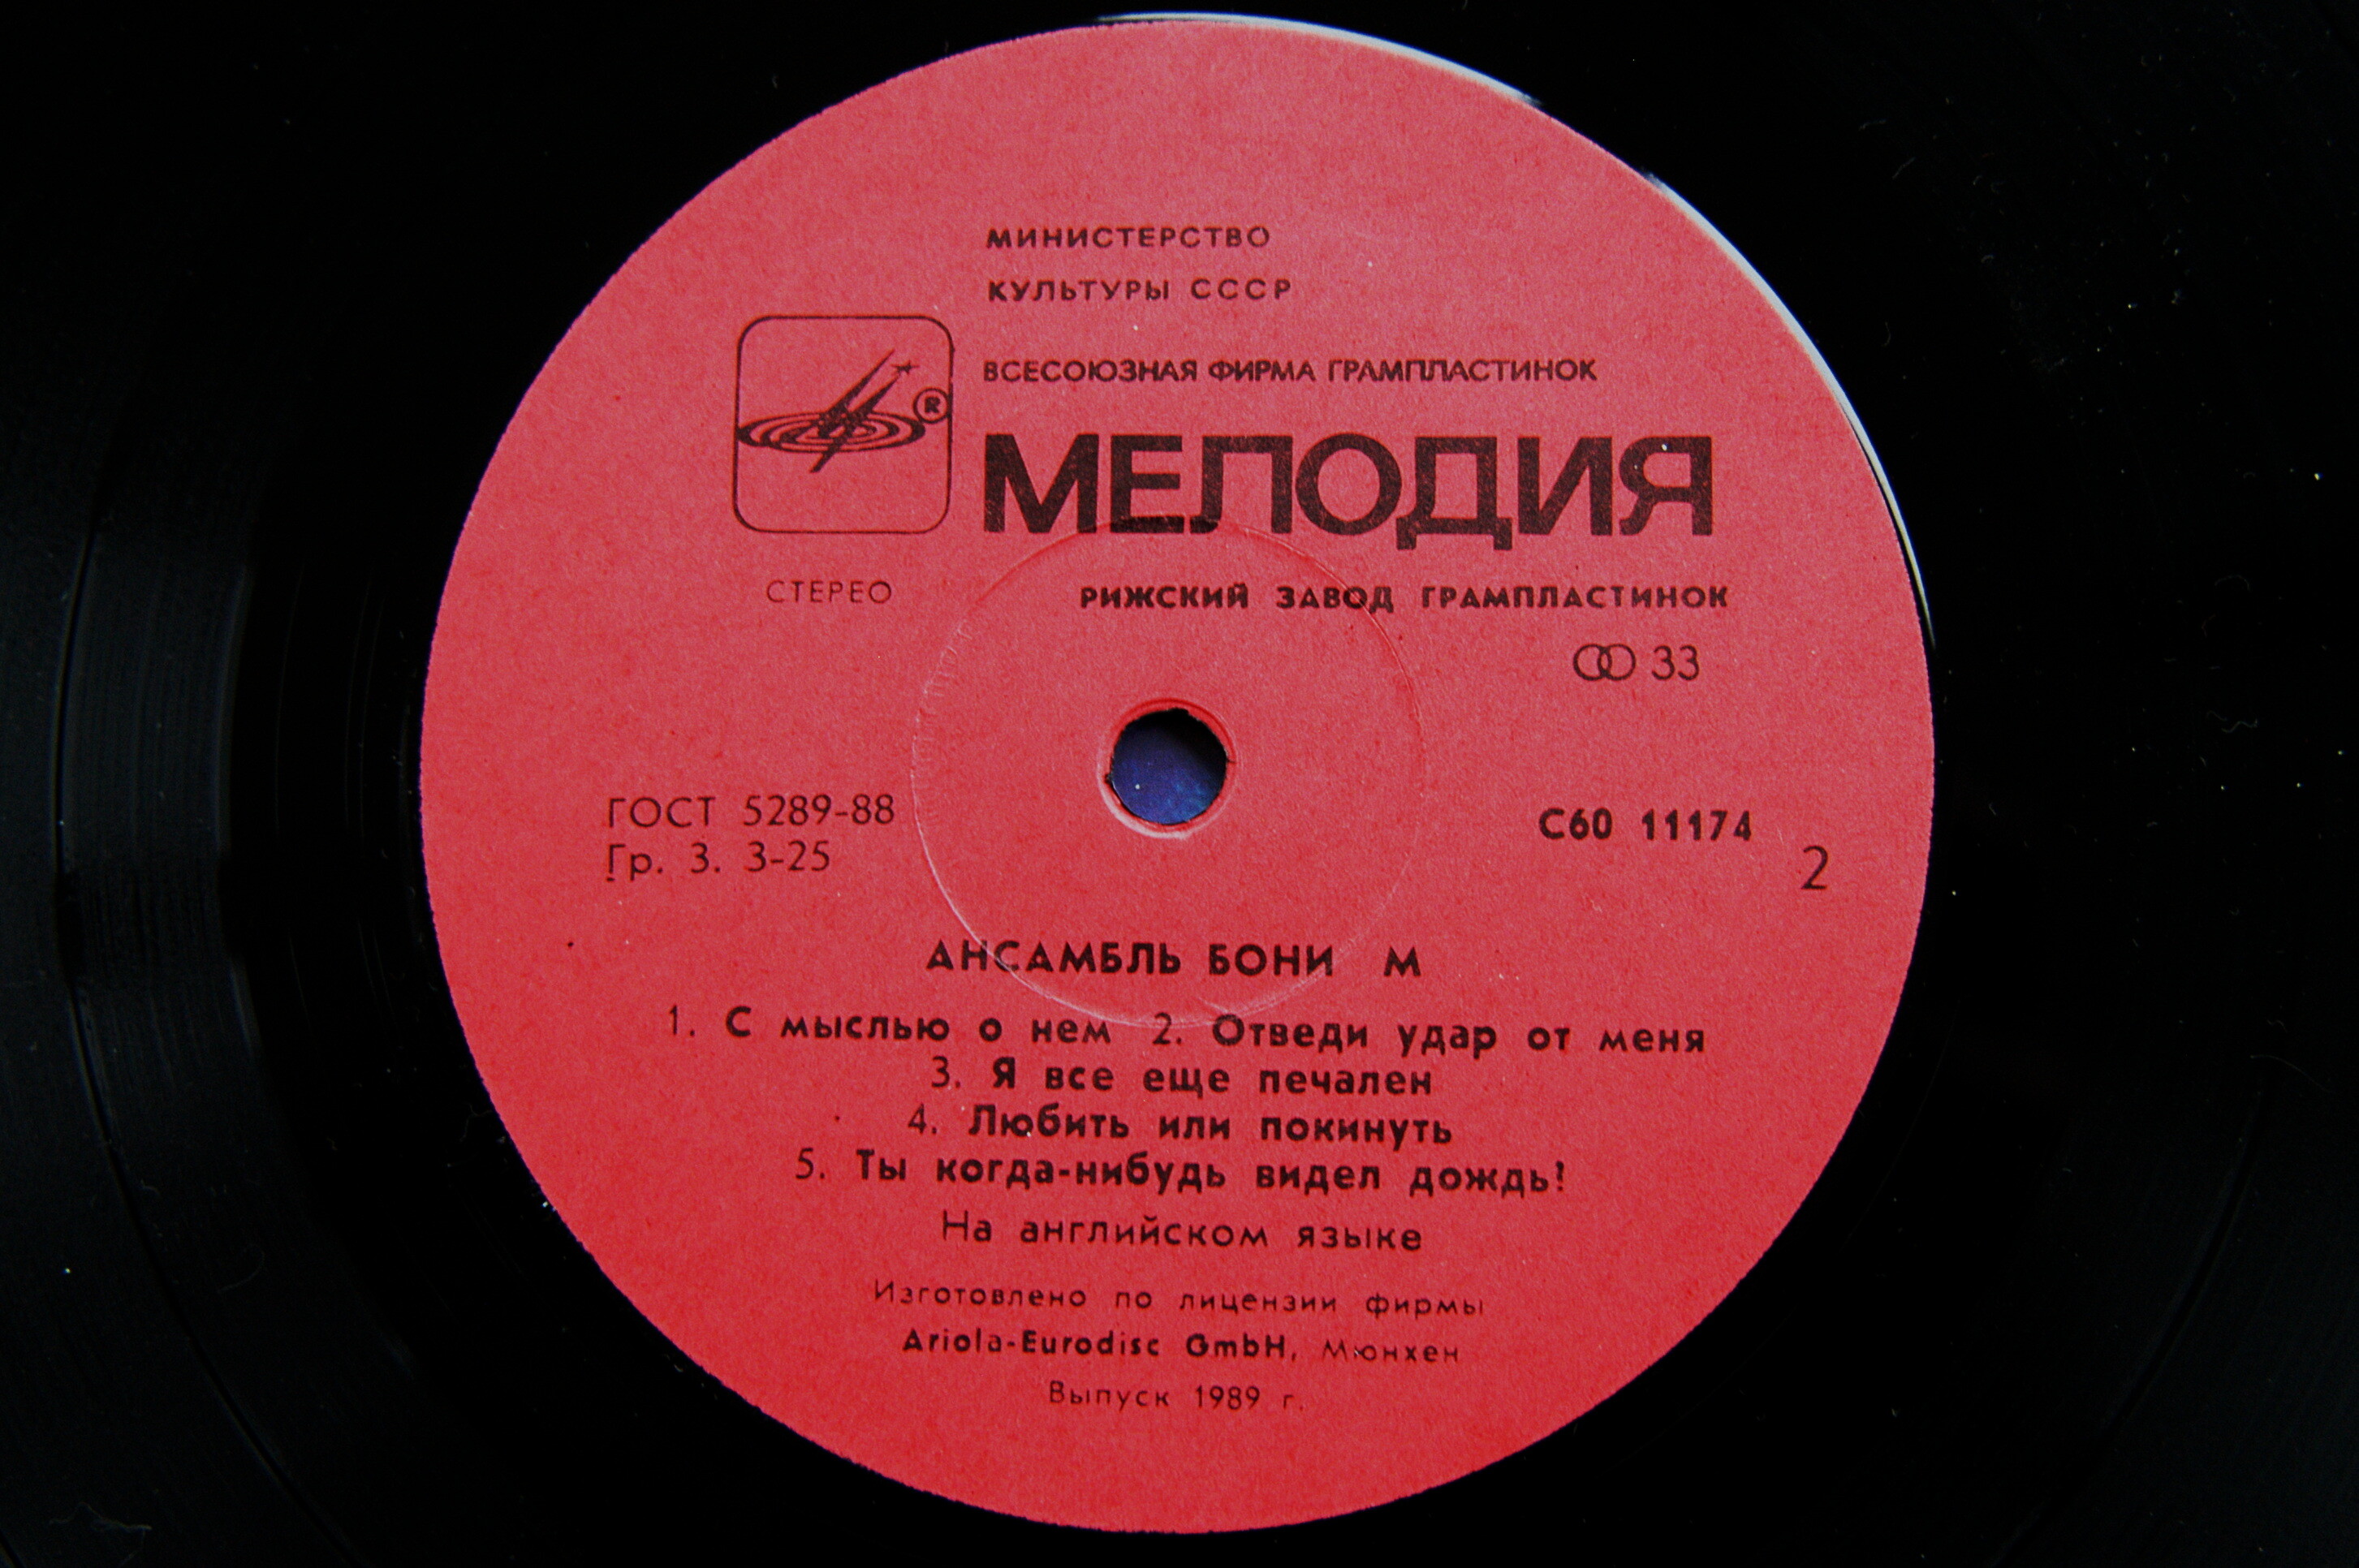 МИНИСТЕРСТВО
КУЛЬТУРЫ СССР
ВСЕСОЮЗНАЯ ФИРМА ГРАМПЛАСТИНОК
®
МЕЛОДИЯ
СТЕРЕО
РИЖСКИЙ ЗАВОД ГРАМПЛАСТИНОК
33
ГОСТ 5289-88
Гр. 3. 3-25
С60 11174
2
АНСАМБЛЬ БОНИ М
1. С мыслью о нем 2. Отведи удар от меня
3. Я все еще печален
4. Любить или покинуть
5. Ты когда-нибудь видел дождь?
На английском языке
Изготовлено по лицензии фирмы
Ariola-Eurodisc GmbH, Мюнхен
Выпуск 1989 г.